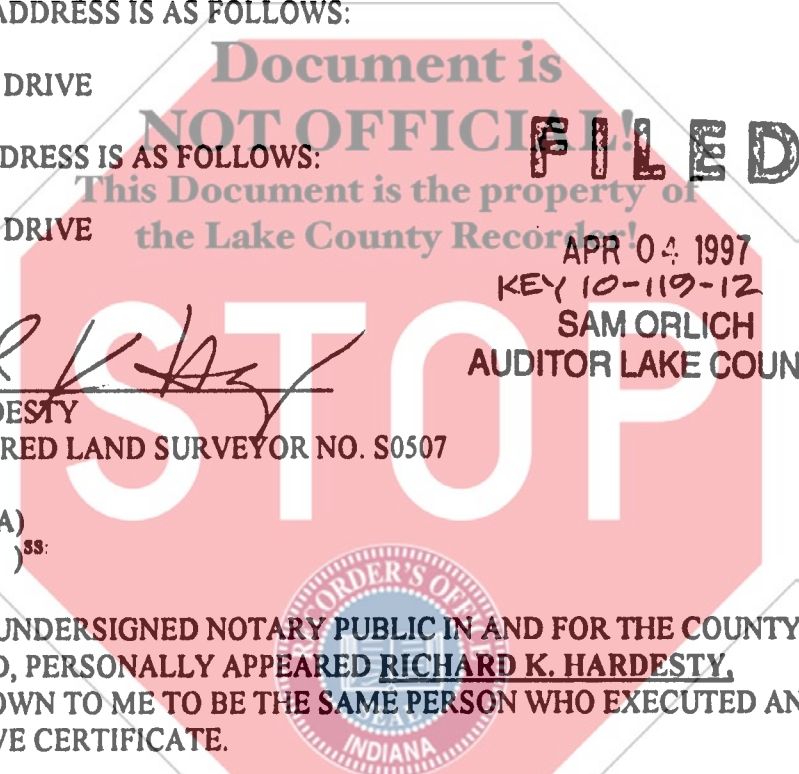 ADDRESS IS AS FOLLOWS:
Document is
DRIVE
NOT OFFICIAL!
FILED
DRESS IS AS FOLLOWS:
This Document is the property of
DRIVE
the Lake County Recorder!
APR 04 1997
KEY 10-119-12
SAM ORLICH
AUDITOR LAKE COUN
STOP
DESTY
RED LAND SURVEYOR NO. S0507
A)
)SS:
RECORDER'S OFFICE
UNDERSIGNED NOTARY PUBLIC IN AND FOR THE COUNTY
D, PERSONALLY APPEARED RICHARD K. HARDESTY,
OWN TO ME TO BE THE SAME PERSON WHO EXECUTED AN
SEAL
VE CERTIFICATE.
INDIANA